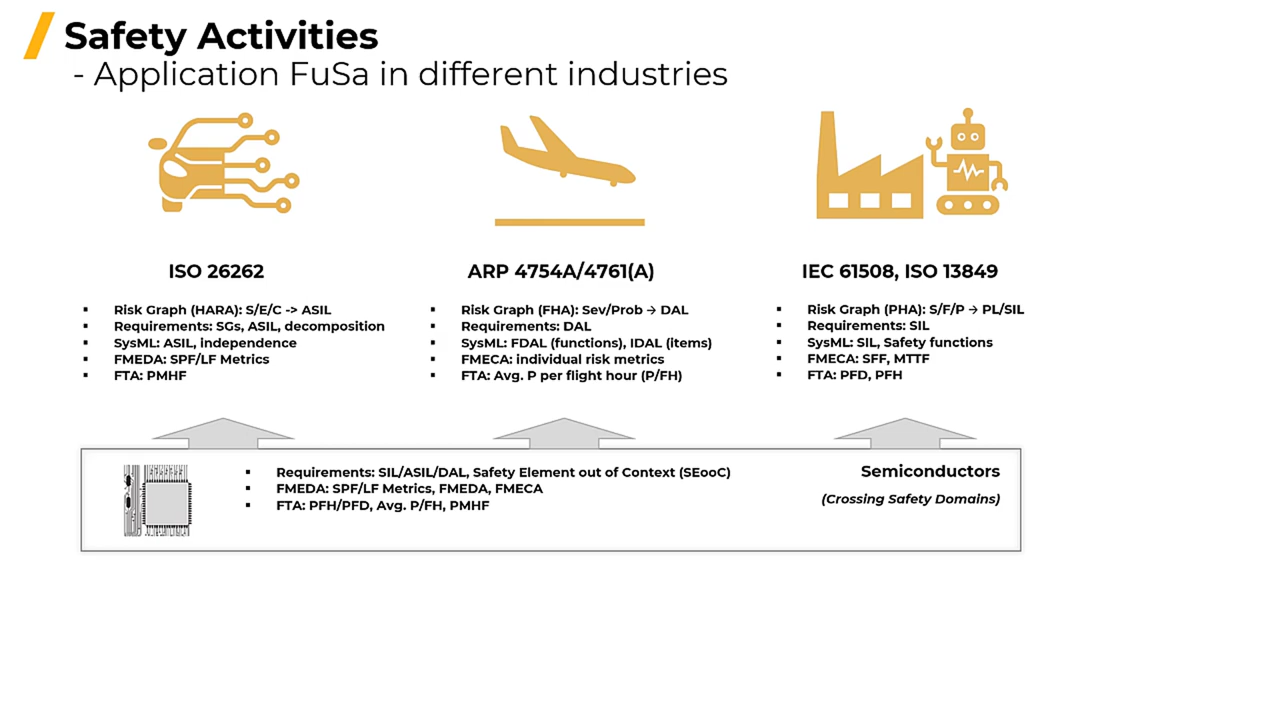 Safety Activities
- Application FuSa in different industries
ISO 26262
▪ Risk Graph (HARA): S/E/C -> ASIL
▪ Requirements: SGs, ASIL, decomposition
▪ SysML: ASIL, independence
▪ FMEDA: SPF/LF Metrics
▪ FTA: PMHF
ARP 4754A/4761(A)
▪ Risk Graph (FHA): Sev/Prob → DAL
▪ Requirements: DAL
▪ SysML: FDAL (functions), IDAL (items)
▪ FMECA: individual risk metrics
▪ FTA: Avg. P per flight hour (P/FH)
IEC 61508, ISO 13849
▪ Risk Graph (PHA): S/F/P → PL/SIL
▪ Requirements: SIL
▪ SysML: SIL, Safety functions
▪ FMECA: SFF, MTTF
▪ FTA: PFD, PFH
▪ Requirements: SIL/ASIL/DAL, Safety Element out of Context (SEooC)
▪ FMEDA: SPF/LF Metrics, FMEDA, FMECA
▪ FTA: PFH/PFD, Avg. P/FH, PMHF
Semiconductors
(Crossing Safety Domains)